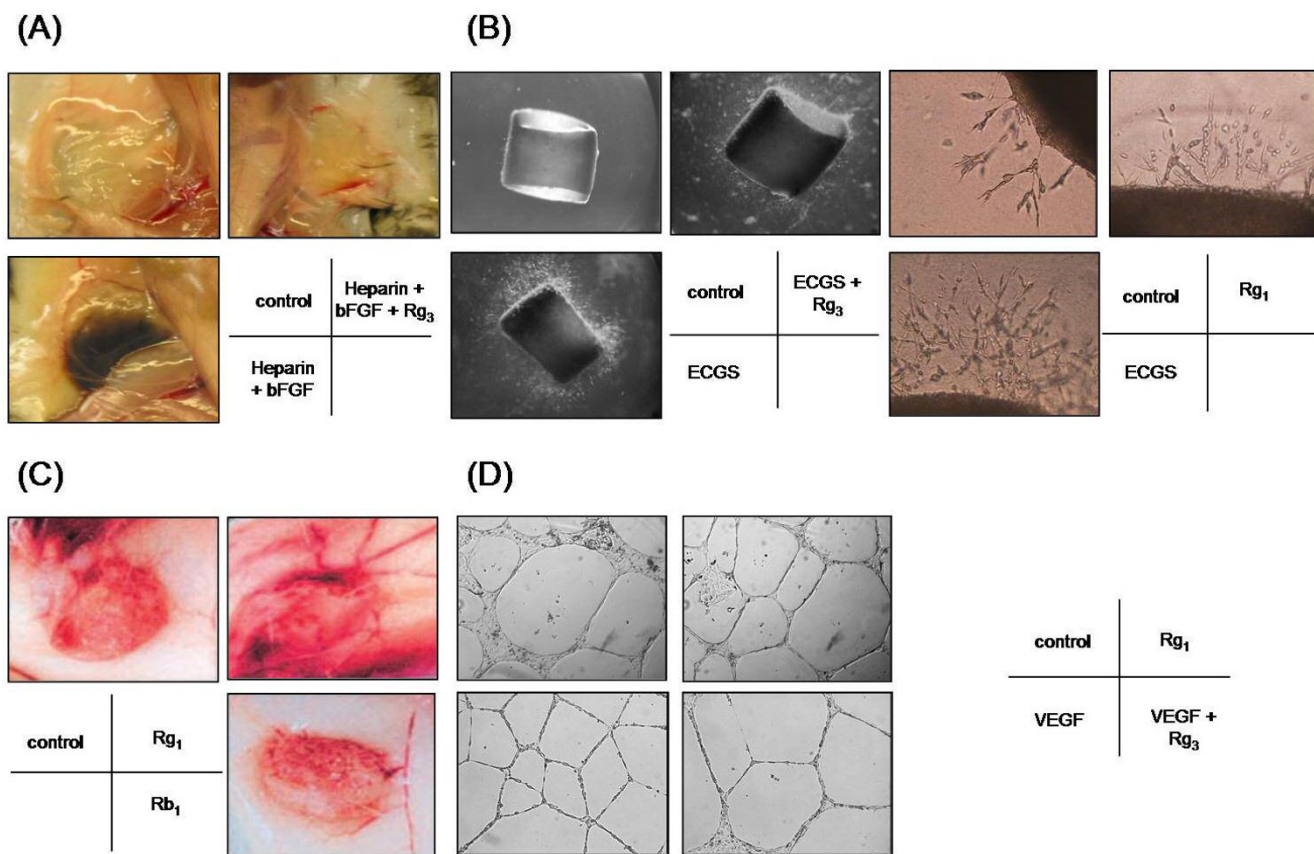 (A)
(B)
control
Heparin +
bFGF + Rg₃
Heparin
+ bFGF
control
ECGS +
Rg₃
ECGS
control
Rg₁
ECGS
(C)
(D)
control
Rg₁
Rb₁
control
Rg₁
VEGF
VEGF +
Rg₃